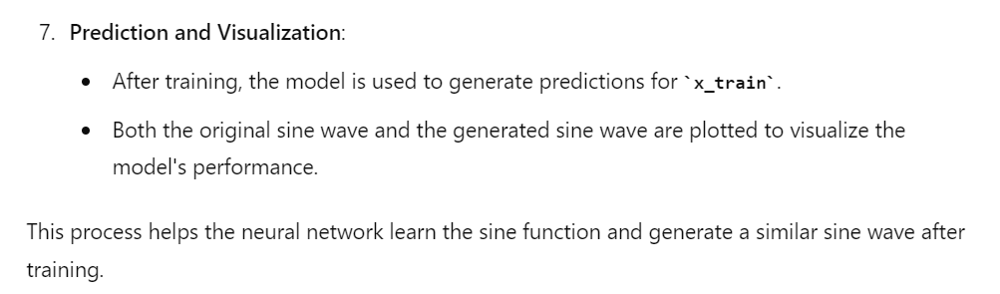 7. Prediction and Visualization:
• After training, the model is used to generate predictions for `x_train`.
• Both the original sine wave and the generated sine wave are plotted to visualize the
model's performance.
This process helps the neural network learn the sine function and generate a similar sine wave after
training.